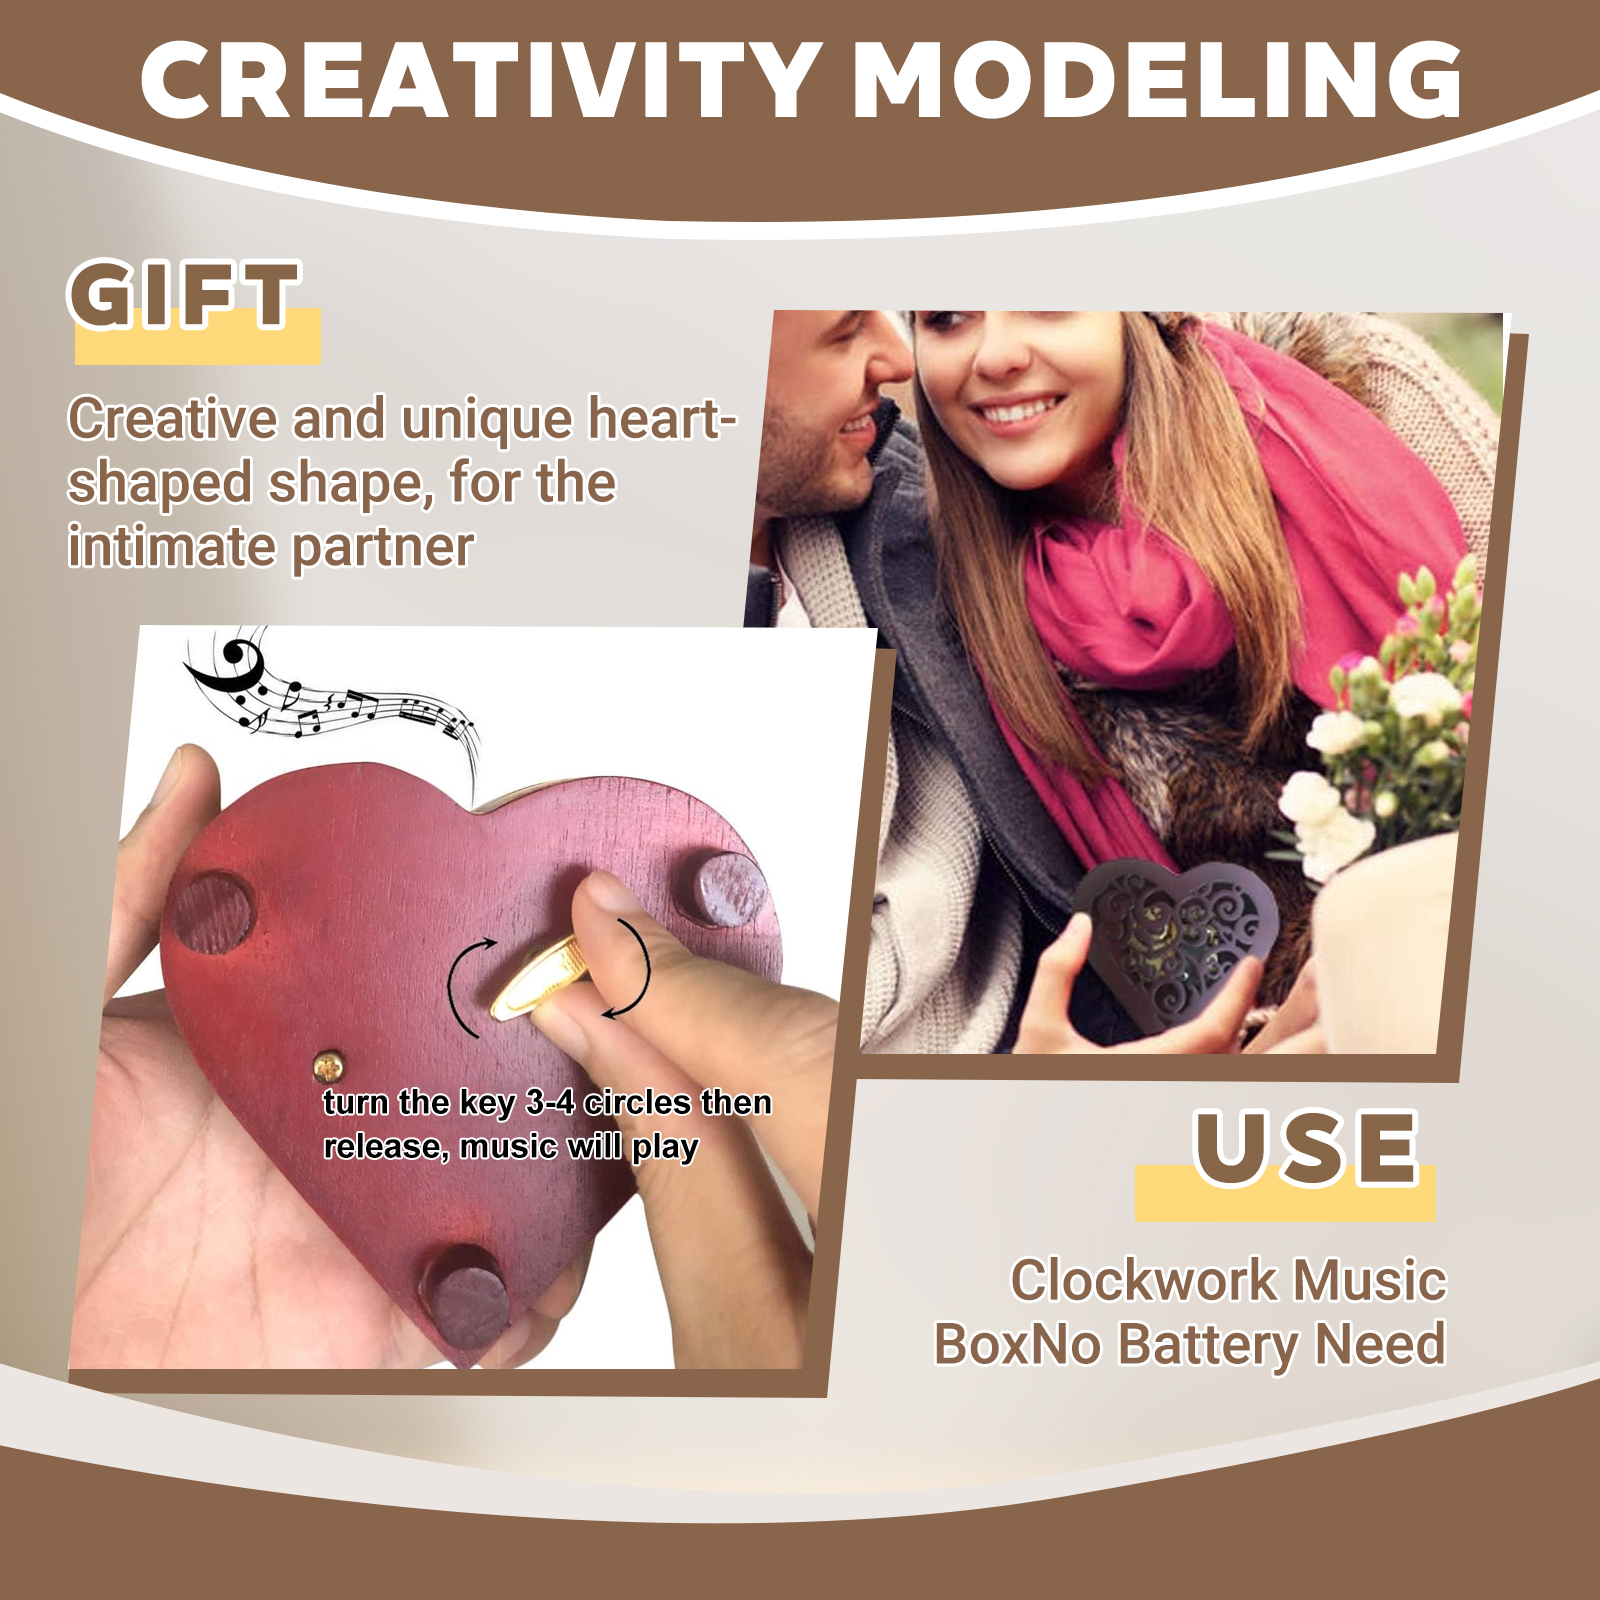 CREATIVITY MODELING
GIFT
Creative and unique heart-
shaped shape, for the
intimate partner
turn the key 3-4 circles then
release, music will play
USE
Clockwork Music
BoxNo Battery Need